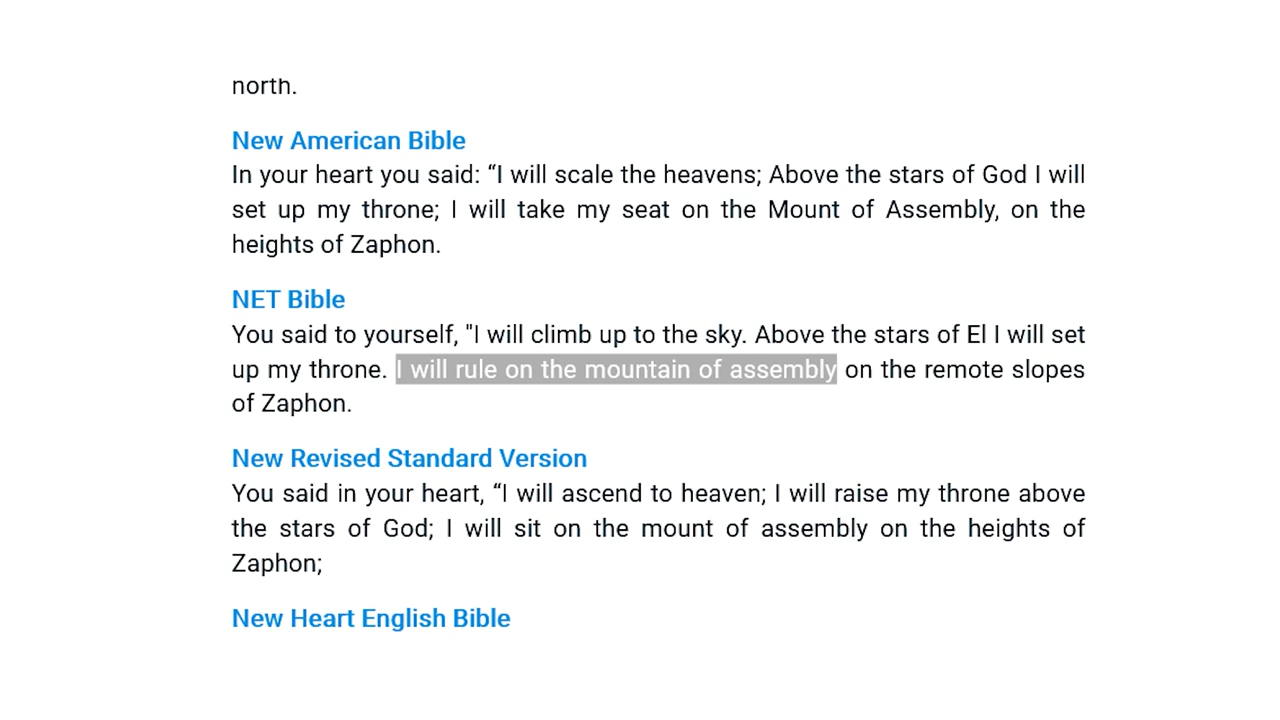 north.
New American Bible
In your heart you said: “I will scale the heavens; Above the stars of God I will
set up my throne; I will take my seat on the Mount of Assembly, on the
heights of Zaphon.
NET Bible
You said to yourself, "I will climb up to the sky. Above the stars of El I will set
up my throne. I will rule on the mountain of assembly on the remote slopes
of Zaphon.
New Revised Standard Version
You said in your heart, “I will ascend to heaven; I will raise my throne above
the stars of God; I will sit on the mount of assembly on the heights of
Zaphon;
New Heart English Bible